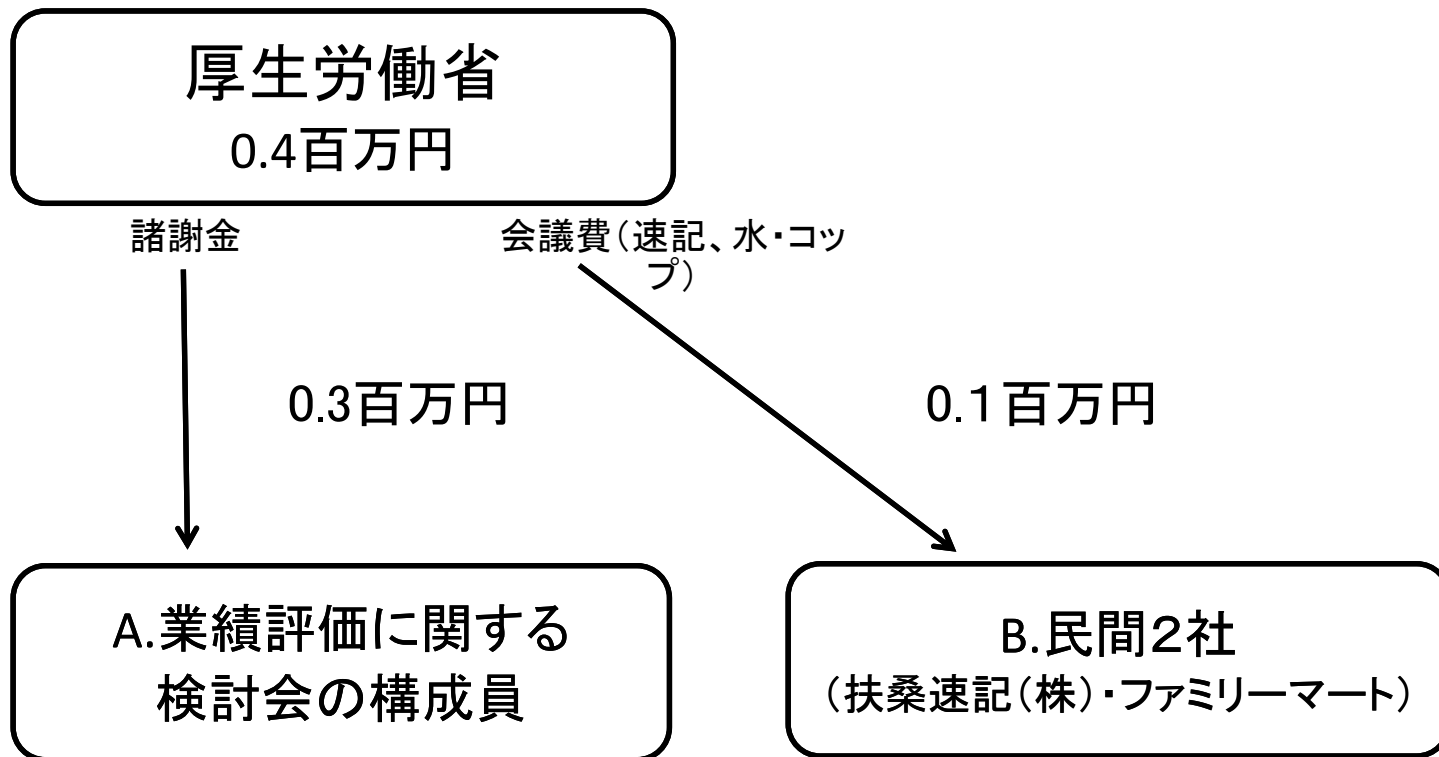 厚生労働省
0.4百万円
諸謝金
会議費(速記、水・コッ
プ)
0.3百万円
0.1百万円
A.業績評価に関する
検討会の構成員
B.民間2社
(扶桑速記(株)・ファミリーマート)